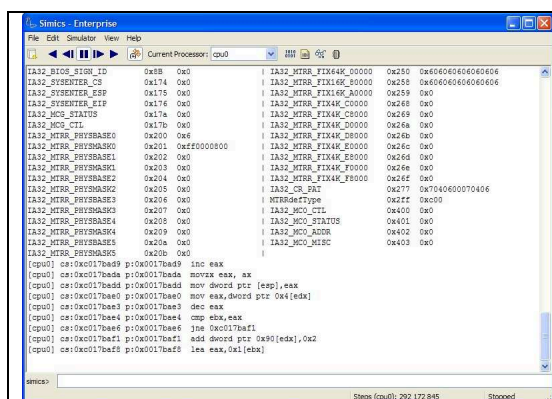 Simics - Enterprise
File Edit Simulator View Help
Current Processor: cpu0
IA32_BIOS_SIGN_ID 0x8B 0x0 | IA32_MTRR_FIX64K_00000 0x250 0x606060606060606
IA32_SYSENTER_CS 0x174 0x0 | IA32_MTRR_FIX16K_80000 0x258 0x606060606060606
IA32_SYSENTER_ESP 0x175 0x0 | IA32_MTRR_FIX16K_A0000 0x259 0x0
IA32_SYSENTER_EIP 0x176 0x0 | IA32_MTRR_FIX4K_C0000 0x268 0x0
IA32_MCG_STATUS 0x17a 0x0 | IA32_MTRR_FIX4K_C8000 0x269 0x0
IA32_MCG_CTL 0x17b 0x0 | IA32_MTRR_FIX4K_D0000 0x26a 0x0
IA32_MTRR_PHYSBASE0 0x200 0x6 | IA32_MTRR_FIX4K_D8000 0x26b 0x0
IA32_MTRR_PHYSMASK0 0x201 0xff0000800 | IA32_MTRR_FIX4K_E0000 0x26c 0x0
IA32_MTRR_PHYSBASE1 0x202 0x0 | IA32_MTRR_FIX4K_E8000 0x26d 0x0
IA32_MTRR_PHYSMASK1 0x203 0x0 | IA32_MTRR_FIX4K_F0000 0x26e 0x0
IA32_MTRR_PHYSBASE2 0x204 0x0 | IA32_MTRR_FIX4K_F8000 0x26f 0x0
IA32_MTRR_PHYSMASK2 0x205 0x0 | IA32_CR_PAT 0x277 0x7040600070406
IA32_MTRR_PHYSBASE3 0x206 0x0 | MTRRdefType 0x2ff 0xc00
IA32_MTRR_PHYSMASK3 0x207 0x0 | IA32_MC0_CTL 0x400 0x0
IA32_MTRR_PHYSBASE4 0x208 0x0 | IA32_MC0_STATUS 0x401 0x0
IA32_MTRR_PHYSMASK4 0x209 0x0 | IA32_MC0_ADDR 0x402 0x0
IA32_MTRR_PHYSBASE5 0x20a 0x0 | IA32_MC0_MISC 0x403 0x0
IA32_MTRR_PHYSMASK5 0x20b 0x0 |
[cpu0] cs:0xc017bad9 p:0x0017bad9 inc eax
[cpu0] cs:0xc017bada p:0x0017bada movzx eax, ax
[cpu0] cs:0xc017badd p:0x0017badd mov dword ptr [esp],eax
[cpu0] cs:0xc017bae0 p:0x0017bae0 mov eax,dword ptr 0x4[edx]
[cpu0] cs:0xc017bae3 p:0x0017bae3 dec eax
[cpu0] cs:0xc017bae4 p:0x0017bae4 cmp ebx,eax
[cpu0] cs:0xc017bae6 p:0x0017bae6 jne 0xc017baf1
[cpu0] cs:0xc017baf1 p:0x0017baf1 add dword ptr 0x90[edx],0x2
[cpu0] cs:0xc017baf8 p:0x0017baf8 lea eax,0x1[ebx]
simics>
Steps (cpu0): 292 172 845 Stopped